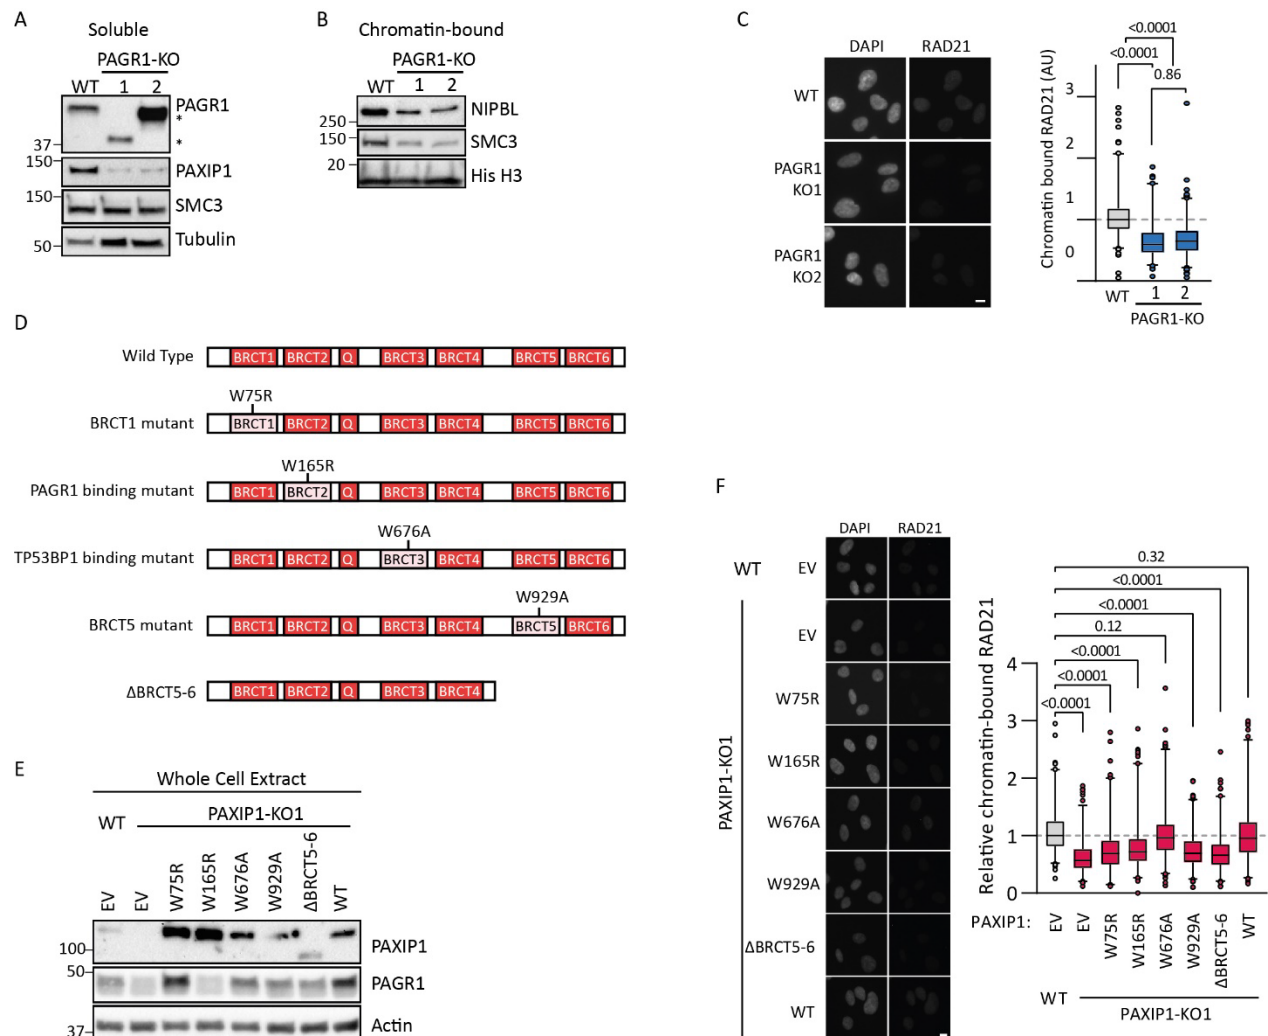 A
Soluble
PAGR1-KO
WT 1 2
PAGR1
*
*
37
150
PAXIP1
150
SMC3
50
Tubulin
B
Chromatin-bound
PAGR1-KO
WT 1 2
NIPBL
250
150
SMC3
20
His H3
C
DAPI RAD21
WT
PAGR1
KO1
PAGR1
KO2
Chromatin bound RAD21 (AU)
<0.0001
<0.0001
0.86
3
2
1
0
WT 1 2
PAGR1-KO
D
Wild Type
BRCT1 BRCT2 Q BRCT3 BRCT4 BRCT5 BRCT6
W75R
BRCT1 mutant
BRCT1 BRCT2 Q BRCT3 BRCT4 BRCT5 BRCT6
W165R
PAGR1 binding mutant
BRCT1 BRCT2 Q BRCT3 BRCT4 BRCT5 BRCT6
W676A
TP53BP1 binding mutant
BRCT1 BRCT2 Q BRCT3 BRCT4 BRCT5 BRCT6
W929A
BRCT5 mutant
BRCT1 BRCT2 Q BRCT3 BRCT4 BRCT5 BRCT6
ΔBRCT5-6
BRCT1 BRCT2 Q BRCT3 BRCT4
E
Whole Cell Extract
WT PAXIP1-KO1
EV EV W75R W165R W676A W929A ΔBRCT5-6 WT
100
PAXIP1
50
PAGR1
37
Actin
F
DAPI RAD21
WT EV
PAXIP1-KO1
EV
W75R
W165R
W676A
W929A
ΔBRCT5-6
WT
Relative chromatin-bound RAD21
0.32
<0.0001
<0.0001
0.12
<0.0001
<0.0001
<0.0001
4
3
2
1
0
PAXIP1: EV EV W75R W165R W676A W929A ΔBRCT5-6 WT
WT PAXIP1-KO1